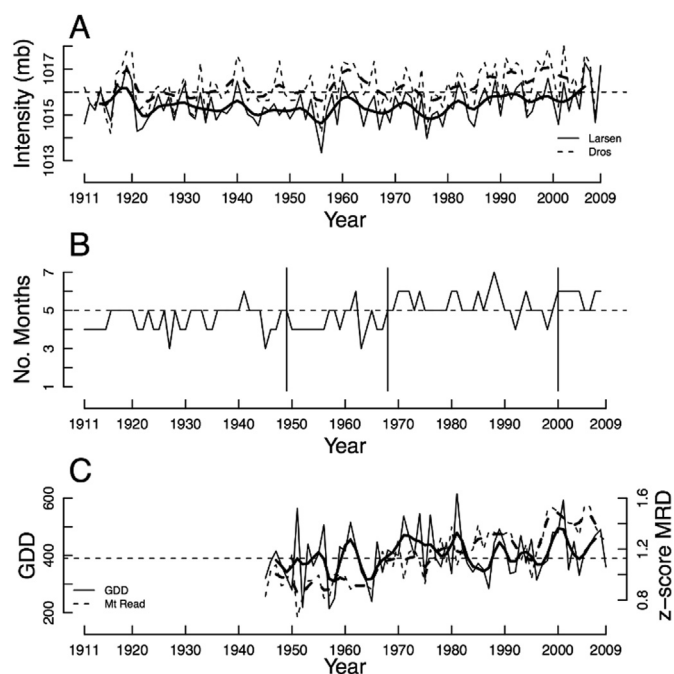 A
Intensity (mb)
1017
1015
1013
Larsen
Dros
1911 1920 1930 1940 1950 1960 1970 1980 1990 2000 2009
Year
B
No. Months
7
5
3
1
1911 1920 1930 1940 1950 1960 1970 1980 1990 2000 2009
Year
C
GDD
600
400
200
GDD
Mt Read
1.6
1.2
0.8
z-score MRD
1911 1920 1930 1940 1950 1960 1970 1980 1990 2000 2009
Year